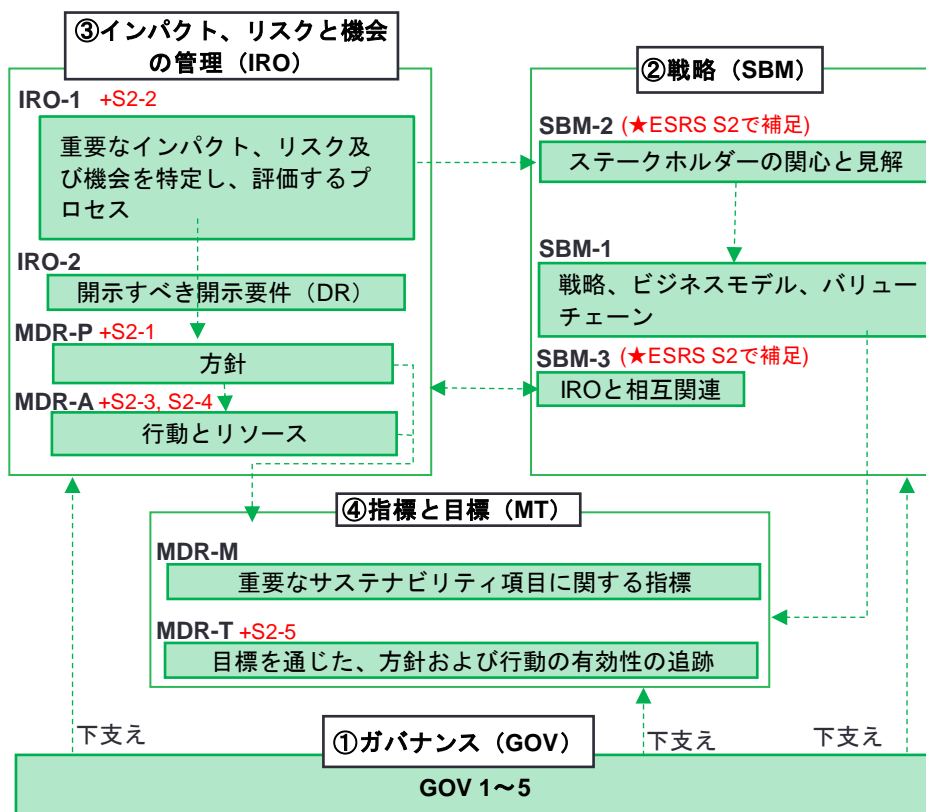 ③インパクト、リスクと機会
の管理（IRO）
IRO-1 +S2-2
重要なインパクト、リスク及
び機会を特定し、評価するプ
ロセス
IRO-2
開示すべき開示要件（DR）
MDR-P +S2-1
方針
MDR-A +S2-3, S2-4
行動とリソース
②戦略（SBM）
SBM-2 (★ESRS S2で補足)
ステークホルダーの関心と見解
SBM-1
戦略、ビジネスモデル、バリュー
チェーン
SBM-3 (★ESRS S2で補足)
IROと相互関連
④指標と目標（MT）
MDR-M
重要なサステナビリティ項目に関する指標
MDR-T +S2-5
目標を通じた、方針および行動の有効性の追跡
下支え
下支え
下支え
①ガバナンス（GOV）
GOV 1～5